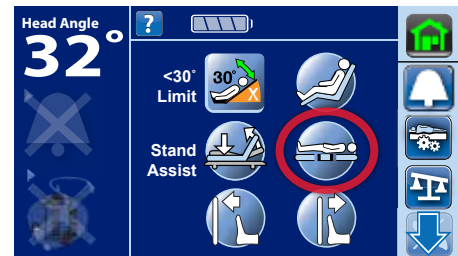 Head Angle
32°
?
<30°
Limit
30°
X
Stand
Assist